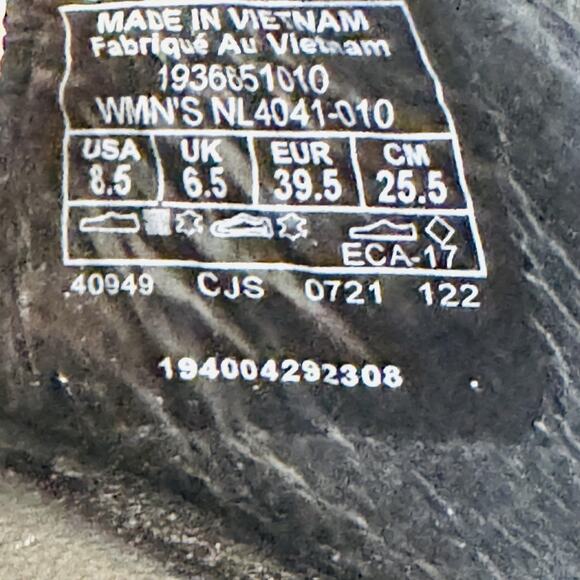 MADE IN VIETNAM
Fabriqué Au Vietnam
1936651010
WMN'S NL4041-010
USA UK EUR CM
8.5 6.5 39.5 25.5
ECA-17
40949 CJS 0721 122
194004292308